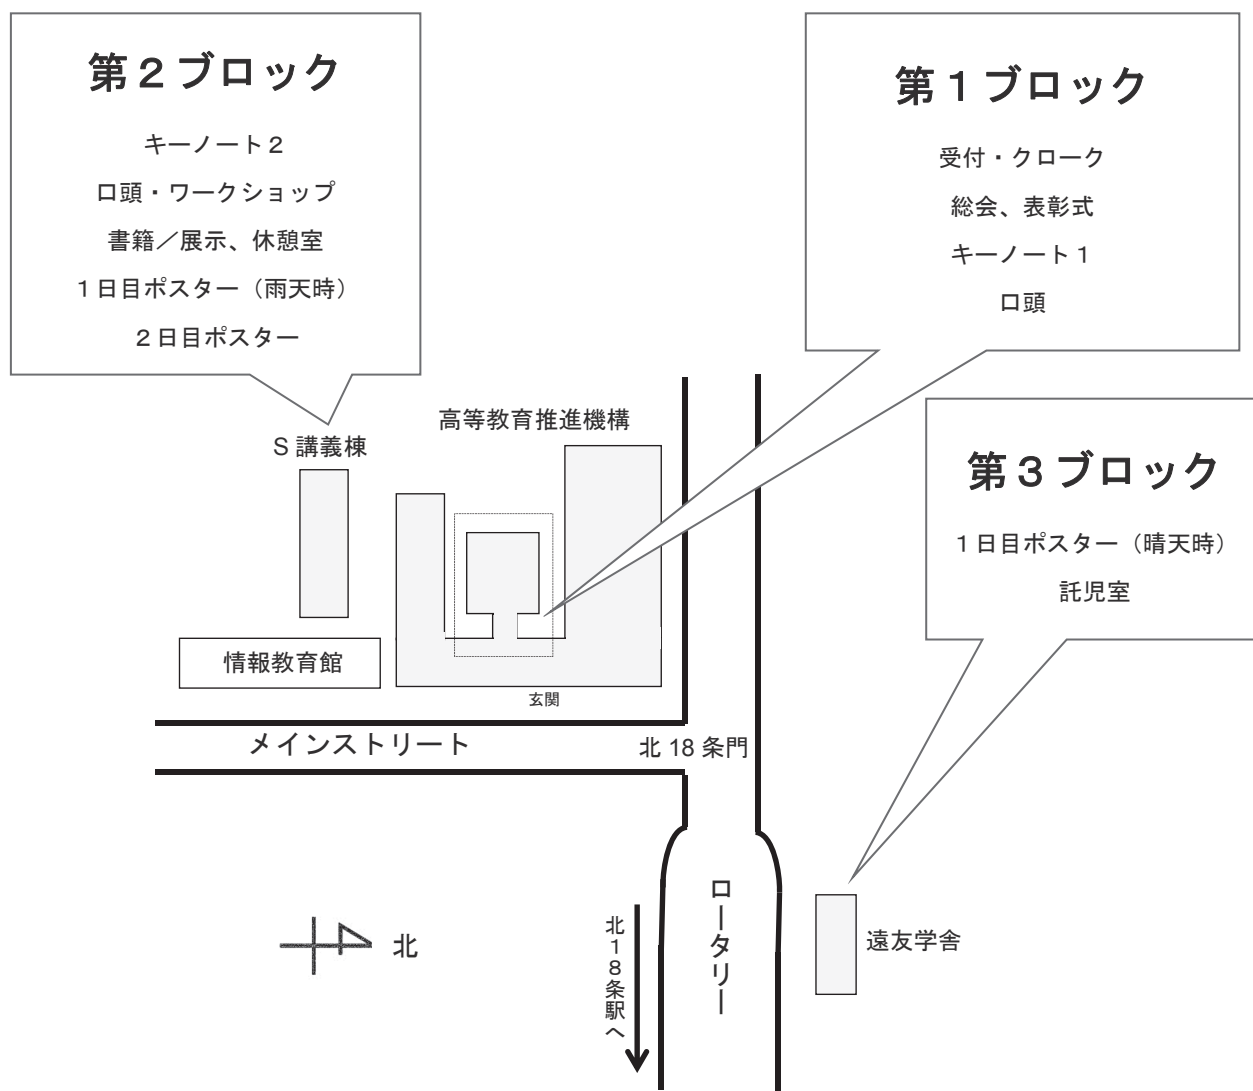 第２ブロック
キーノート２
口頭・ワークショップ
書籍／展示、休憩室
１日目ポスター（雨天時）
２日目ポスター
第１ブロック
受付・クローク
総会、表彰式
キーノート１
口頭
第３ブロック
１日目ポスター（晴天時）
託児室
高等教育推進機構
S 講義棟
情報教育館
玄関
メインストリート
北 18 条門
ロータリー
北１８条駅へ
北
遠友学舎